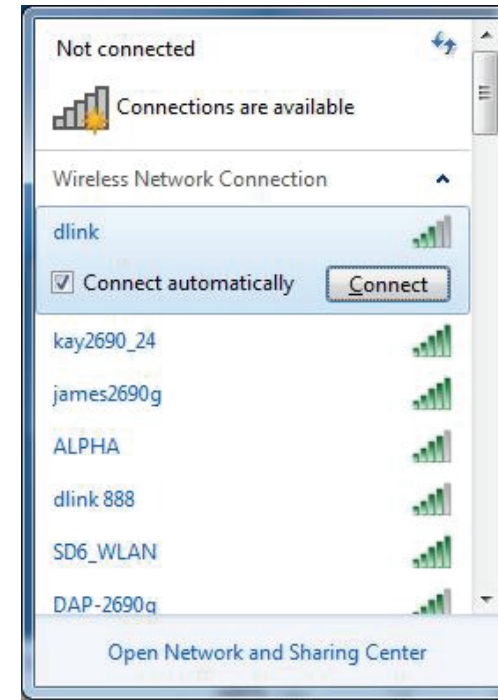 Not connected
Connections are available
Wireless Network Connection
dlink
Connect automatically Connect
kay2690_24
james2690g
ALPHA
dlink 888
SD6_WLAN
DAP-2690g
Open Network and Sharing Center